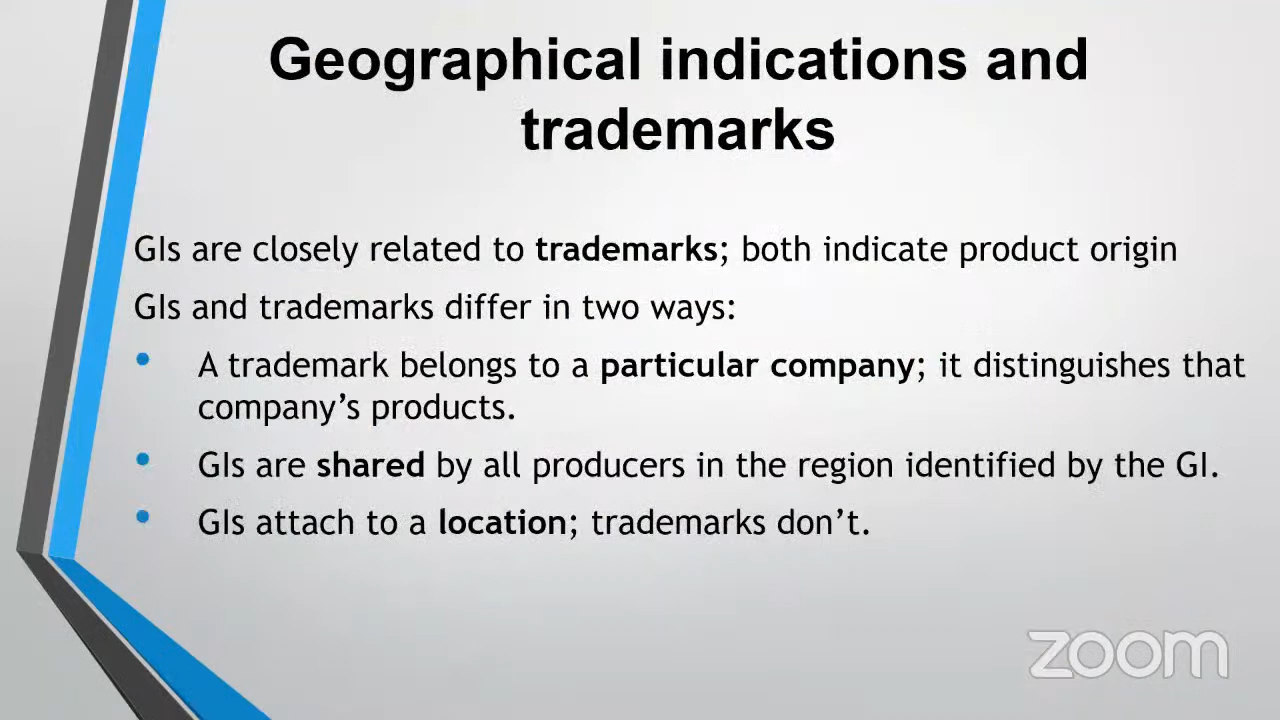 Geographical indications and
trademarks
GIs are closely related to trademarks; both indicate product origin
GIs and trademarks differ in two ways:
• A trademark belongs to a particular company; it distinguishes that
company’s products.
• GIs are shared by all producers in the region identified by the GI.
• GIs attach to a location; trademarks don’t.
zoom